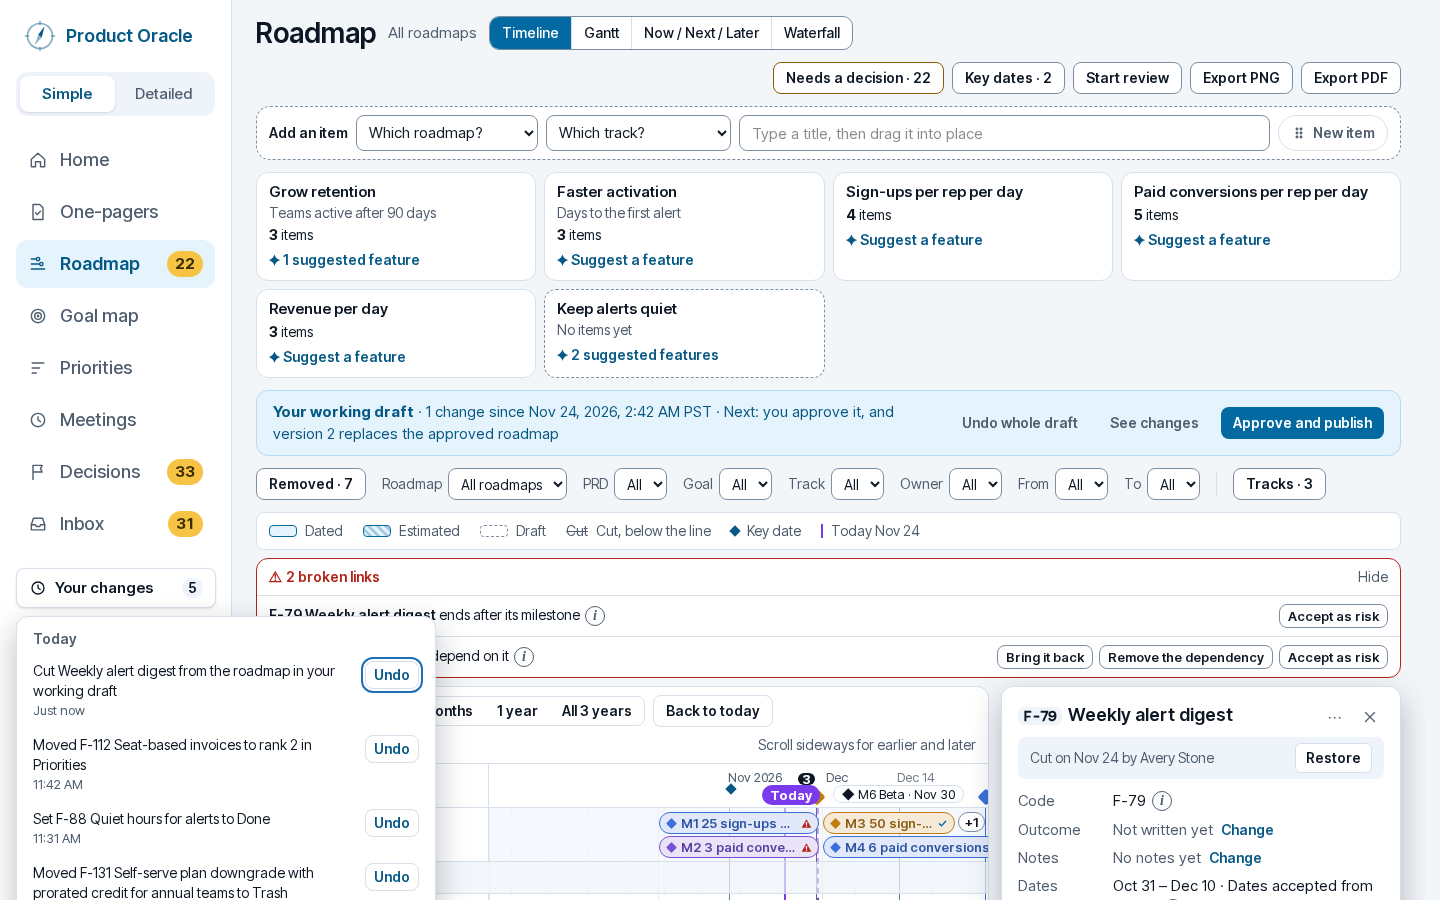 Product Oracle
Simple
Detailed
Home
One-pagers
Roadmap 22
Goal map
Priorities
Meetings
Decisions 33
Inbox 31
Your changes 5
Today
Cut Weekly alert digest from the roadmap in your
working draft
Just now
Undo
Moved F-112 Seat-based invoices to rank 2 in
Priorities
11:42 AM
Undo
Set F-88 Quiet hours for alerts to Done
11:31 AM
Undo
Moved F-131 Self-serve plan downgrade with
prorated credit for annual teams to Trash
Undo
Roadmap All roadmaps Timeline Gantt Now / Next / Later Waterfall
Needs a decision · 22 Key dates · 2 Start review Export PNG Export PDF
Add an item Which roadmap? Which track? Type a title, then drag it into place New item
Grow retention
Teams active after 90 days
3 items
1 suggested feature
Faster activation
Days to the first alert
3 items
Suggest a feature
Sign-ups per rep per day
4 items
Suggest a feature
Paid conversions per rep per day
5 items
Suggest a feature
Revenue per day
3 items
Suggest a feature
Keep alerts quiet
No items yet
2 suggested features
Your working draft · 1 change since Nov 24, 2026, 2:42 AM PST · Next: you approve it, and
version 2 replaces the approved roadmap
Undo whole draft See changes Approve and publish
Removed · 7 Roadmap All roadmaps PRD All Goal All Track All Owner All From All To All Tracks · 3
Dated Estimated Draft Cut Cut, below the line Key date Today Nov 24
2 broken links Hide
F-79 Weekly alert digest ends after its milestone i Accept as risk
depend on it i Bring it back Remove the dependency Accept as risk
onths 1 year All 3 years Back to today
Scroll sideways for earlier and later
Nov 2026 3 Dec Dec 14
Today M6 Beta · Nov 30
M1 25 sign-ups ... M3 50 sign-... +1
M2 3 paid conve... M4 6 paid conversions
F-79 Weekly alert digest ...
Cut on Nov 24 by Avery Stone Restore
Code F-79 i
Outcome Not written yet Change
Notes No notes yet Change
Dates Oct 31 – Dec 10 · Dates accepted from